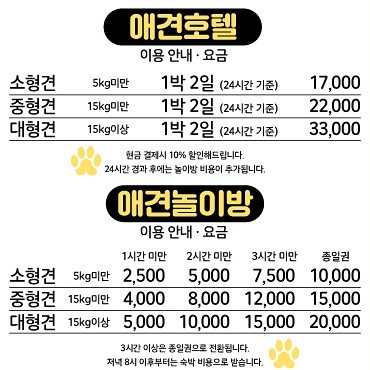 애견호텔
이용 안내 · 요금
소형견 5kg미만 1박 2일 (24시간 기준) 17,000
중형견 15kg미만 1박 2일 (24시간 기준) 22,000
대형견 15kg이상 1박 2일 (24시간 기준) 33,000
현금 결제시 10% 할인해드립니다.
24시간 경과 후에는 놀이방 비용이 추가됩니다.
애견놀이방
이용 안내 · 요금
1시간 미만 2시간 미만 3시간 미만 종일권
소형견 5kg미만 2,500 5,000 7,500 10,000
중형견 15kg미만 4,000 8,000 12,000 15,000
대형견 15kg이상 5,000 10,000 15,000 20,000
3시간 이상은 종일권으로 전환됩니다.
저녁 8시 이후부터는 숙박 비용으로 받습니다.